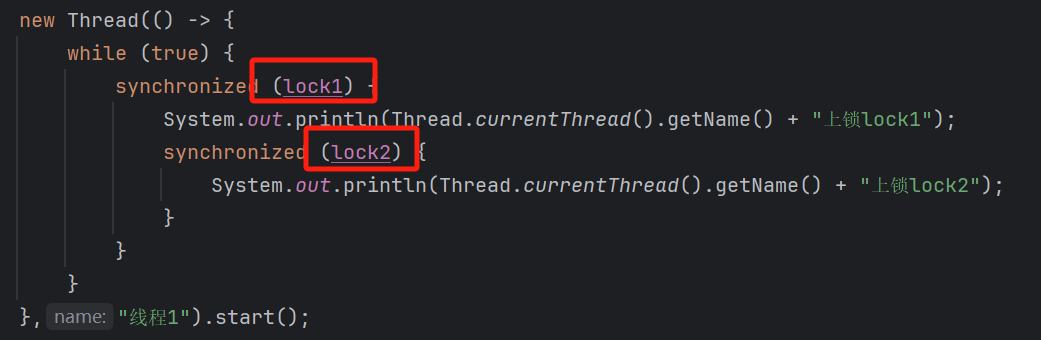 new Thread(() -> {
while (true) {
synchronized (lock1) {
System.out.println(Thread.currentThread().getName() + "上锁lock1");
synchronized (lock2) {
System.out.println(Thread.currentThread().getName() + "上锁lock2");
}
}
}
}, name: "线程1").start();